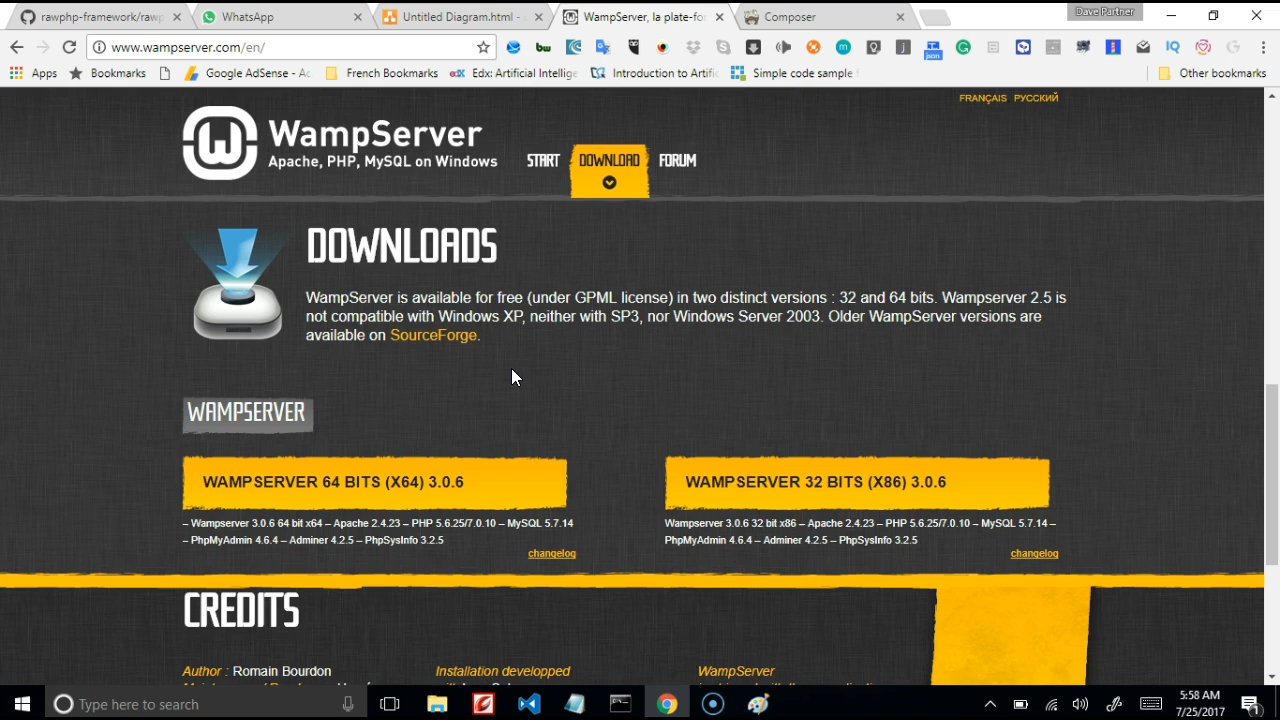 rawphp-framework/rawp
WhatsApp
Untitled Diagram.html -
WampServer, la plate-for
Composer
Dave Partner
www.wampserver.com/en/
Apps
Bookmarks
Google AdSense - Ac
French Bookmarks
Edx: Artificial Intellige
Introduction to Artific
Simple code sample f
Other bookmarks
FRANÇAIS РУССКИЙ
WampServer
Apache, PHP, MySQL on Windows
START
DOWNLOAD
FORUM
DOWNLOADS
WampServer is available for free (under GPML license) in two distinct versions : 32 and 64 bits. Wampserver 2.5 is
not compatible with Windows XP, neither with SP3, nor Windows Server 2003. Older WampServer versions are
available on SourceForge.
WAMPSERVER
WAMPSERVER 64 BITS (X64) 3.0.6
– Wampserver 3.0.6 64 bit x64 – Apache 2.4.23 – PHP 5.6.25/7.0.10 – MySQL 5.7.14
– PhpMyAdmin 4.6.4 – Adminer 4.2.5 – PhpSysInfo 3.2.5
changelog
WAMPSERVER 32 BITS (X86) 3.0.6
Wampserver 3.0.6 32 bit x86 – Apache 2.4.23 – PHP 5.6.25/7.0.10 – MySQL 5.7.14 –
PhpMyAdmin 4.6.4 – Adminer 4.2.5 – PhpSysInfo 3.2.5
changelog
CREDITS
Author : Romain Bourdon
Installation developped
WampServer
Type here to search
5:58 AM
7/25/2017